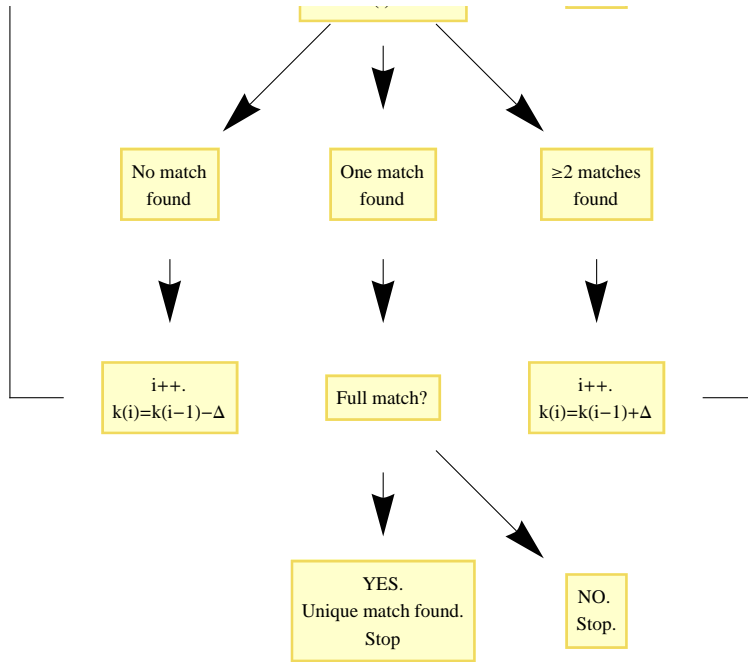 No match
found
One match
found
≥2 matches
found
i++.
k(i)=k(i−1)−Δ
Full match?
i++.
k(i)=k(i−1)+Δ
YES.
Unique match found.
Stop
NO.
Stop.